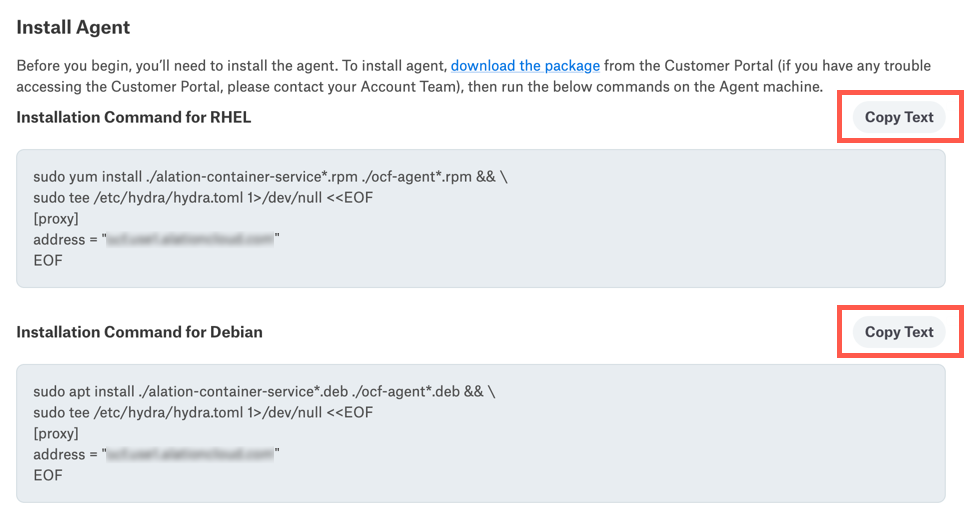 Install Agent
Before you begin, you’ll need to install the agent. To install agent, download the package from the Customer Portal (if you have any trouble
accessing the Customer Portal, please contact your Account Team), then run the below commands on the Agent machine.
Installation Command for RHEL
Copy Text
sudo yum install ./alation-container-service*.rpm ./ocf-agent*.rpm && \
sudo tee /etc/hydra/hydra.toml 1>/dev/null <<EOF
[proxy]
address = " "
EOF
Installation Command for Debian
Copy Text
sudo apt install ./alation-container-service*.deb ./ocf-agent*.deb && \
sudo tee /etc/hydra/hydra.toml 1>/dev/null <<EOF
[proxy]
address = " "
EOF